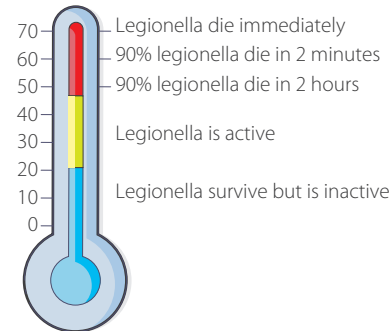 70 Legionella die immediately
60 90% legionella die in 2 minutes
50 90% legionella die in 2 hours
40
30 Legionella is active
20
10 Legionella survive but is inactive
0